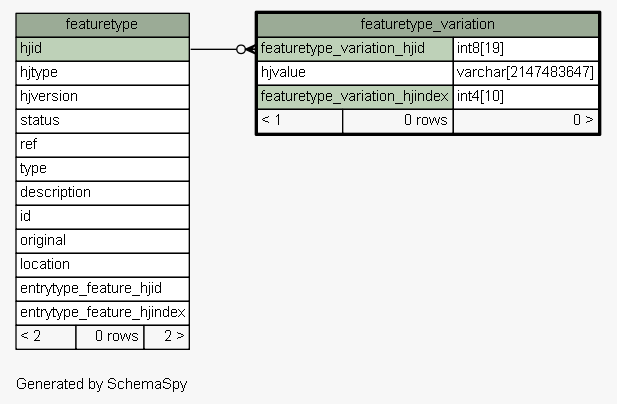 featuretype
hjid
hjtype
hjversion
status
ref
type
description
id
original
location
entrytype_feature_hjid
entrytype_feature_hjindex
< 2 0 rows 2 >
featuretype_variation
featuretype_variation_hjid int8[19]
hjvalue varchar[2147483647]
featuretype_variation_hjindex int4[10]
< 1 0 rows 0 >
Generated by SchemaSpy